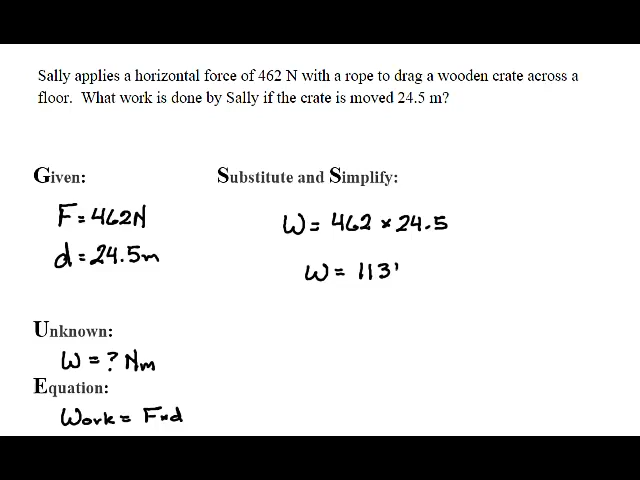 Sally applies a horizontal force of 462 N with a rope to drag a wooden crate across a
floor. What work is done by Sally if the crate is moved 24.5 m?
Given:
F = 462N
d = 24.5m
Unknown:
W = ? Nm
Equation:
Work = F×d
Substitute and Simplify:
W = 462 × 24.5
W = 113'